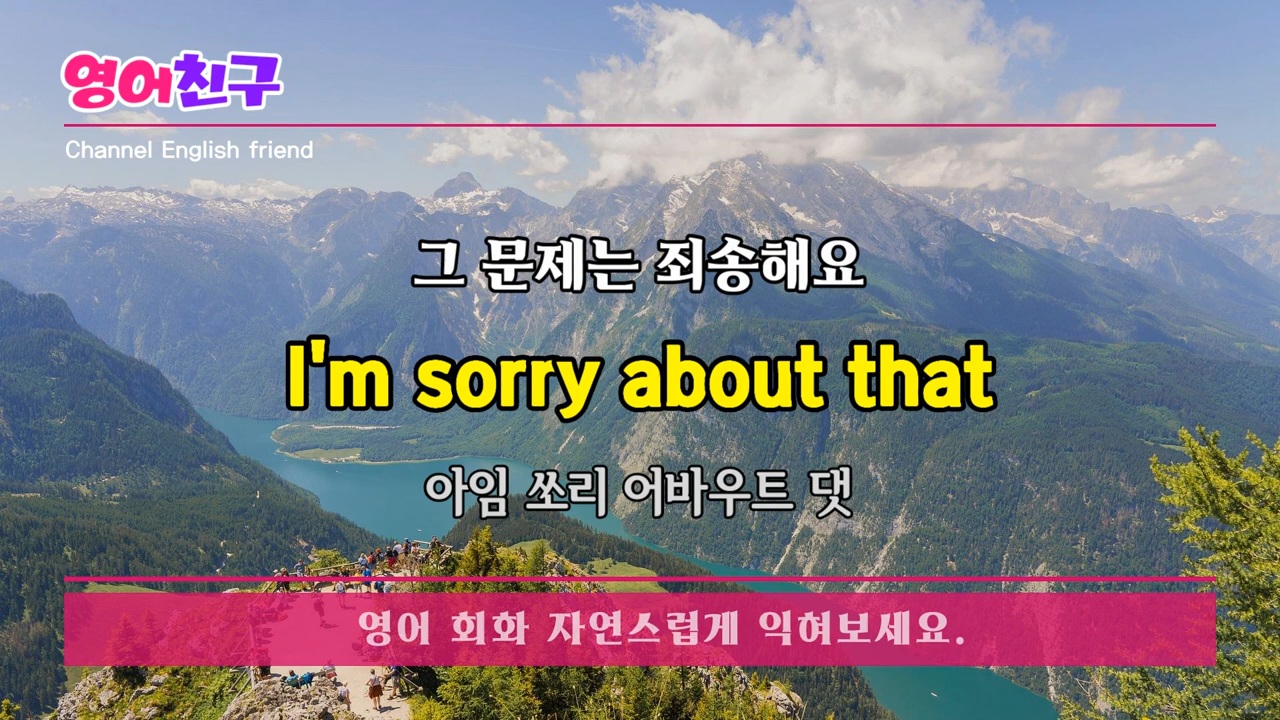 영어친구
Channel English friend
그 문제는 죄송해요
I'm sorry about that
아임 쏘리 어바우트 댓
영어 회화 자연스럽게 익혀보세요.